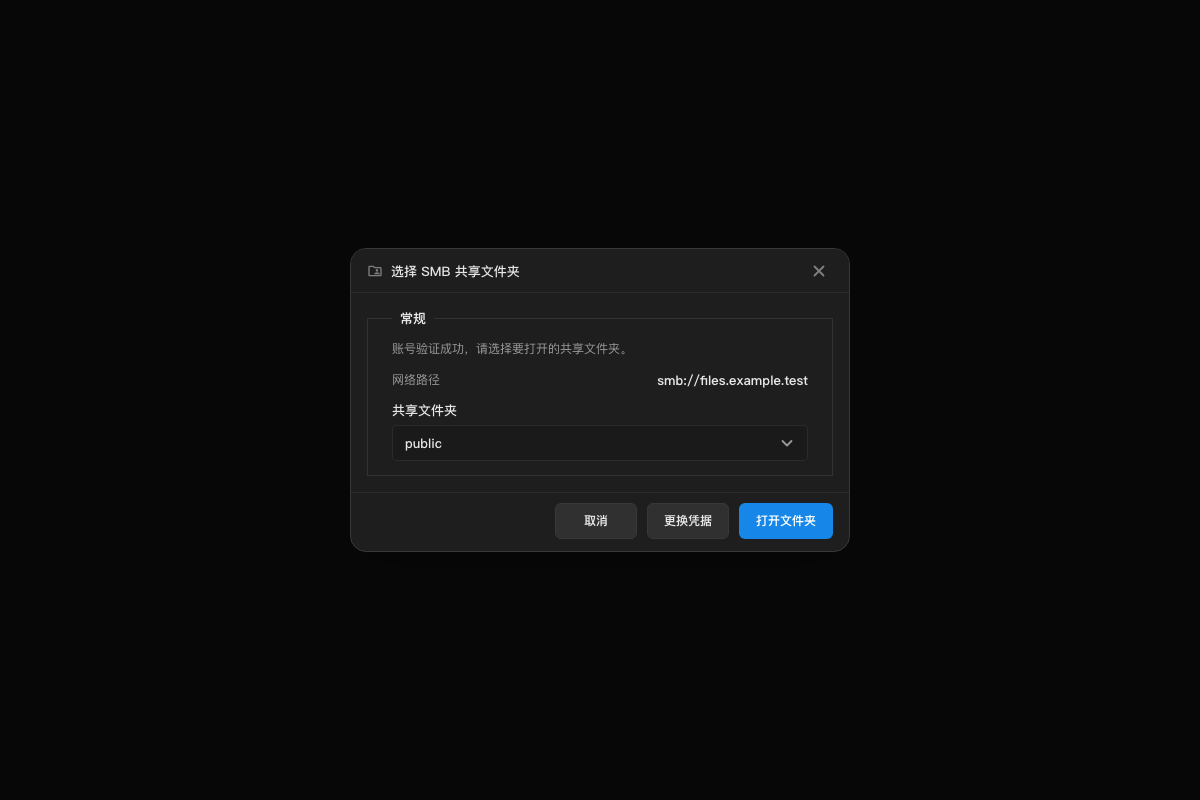 选择 SMB 共享文件夹
常规
账号验证成功，请选择要打开的共享文件夹。
网络路径 smb://files.example.test
共享文件夹
public
取消 更换凭据 打开文件夹